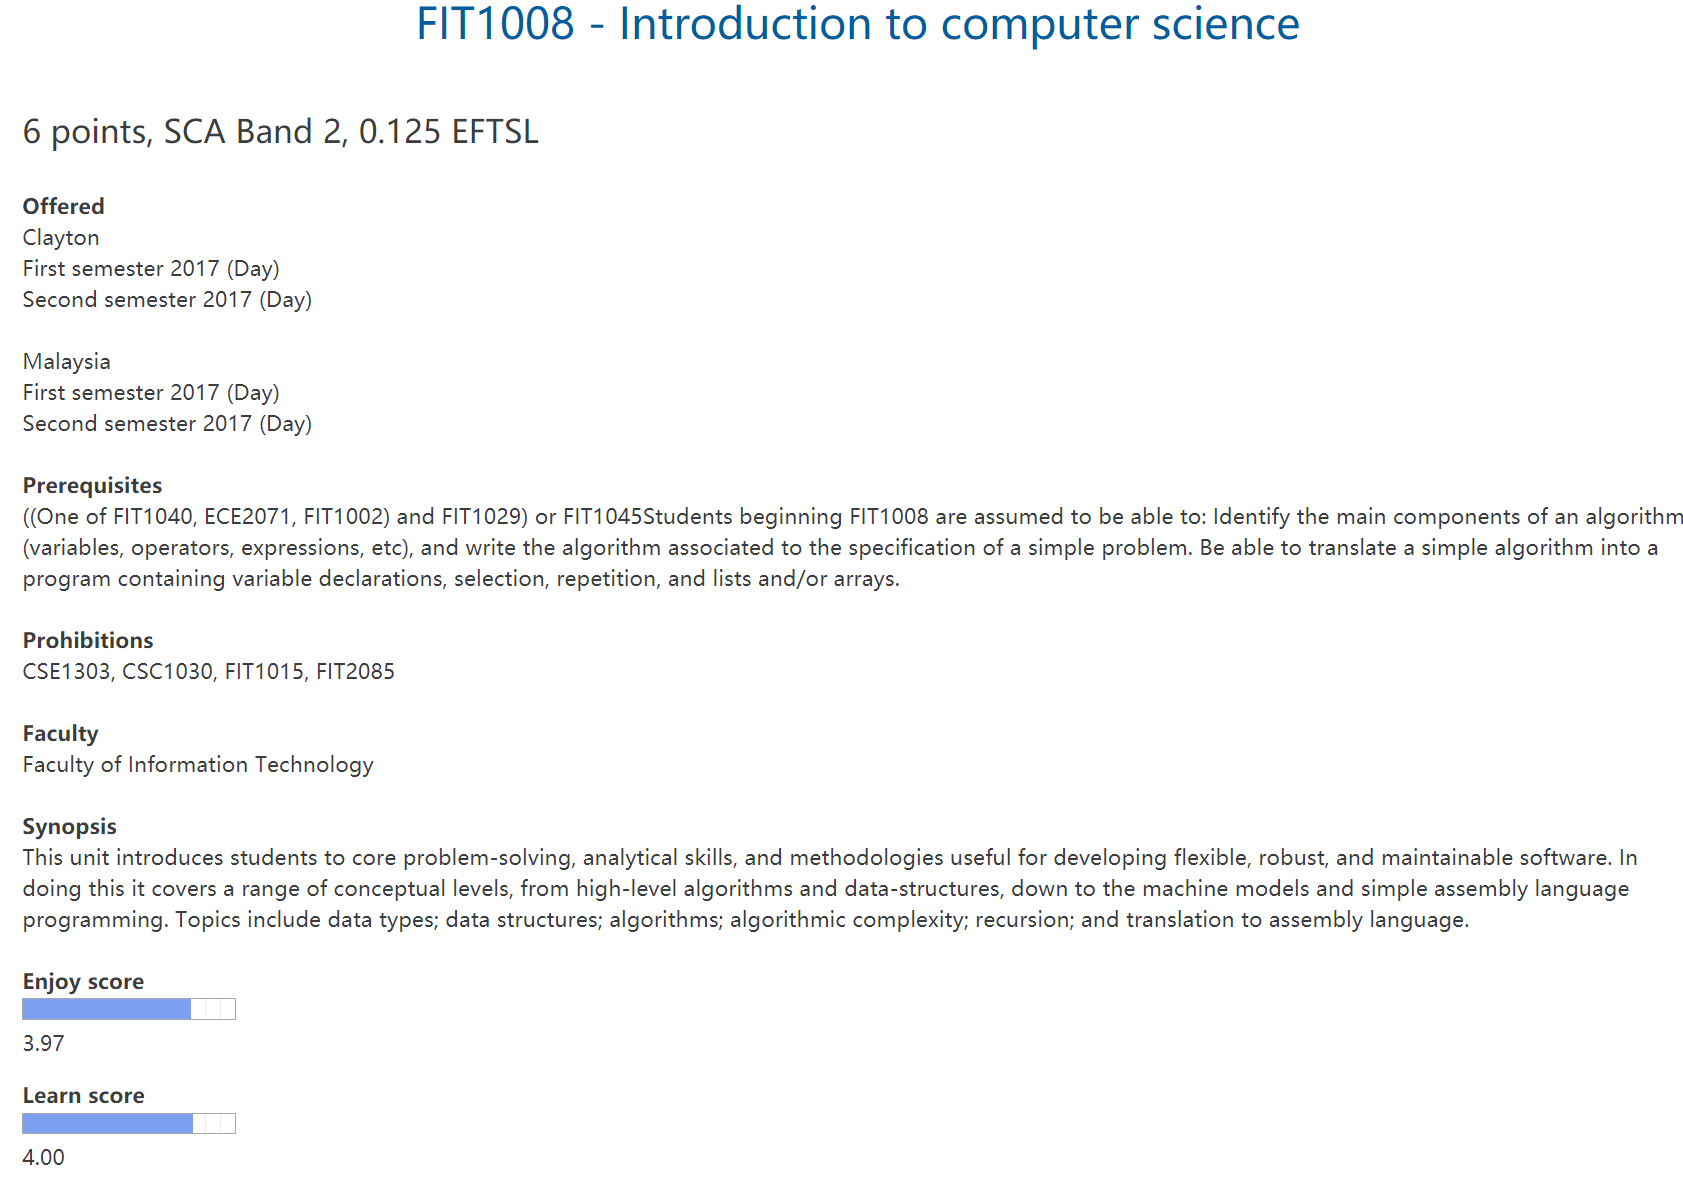 FIT1008 - Introduction to computer science
6 points, SCA Band 2, 0.125 EFTSL
Offered
Clayton
First semester 2017 (Day)
Second semester 2017 (Day)
Malaysia
First semester 2017 (Day)
Second semester 2017 (Day)
Prerequisites
((One of FIT1040, ECE2071, FIT1002) and FIT1029) or FIT1045Students beginning FIT1008 are assumed to be able to: Identify the main components of an algorithm
(variables, operators, expressions, etc), and write the algorithm associated to the specification of a simple problem. Be able to translate a simple algorithm into a
program containing variable declarations, selection, repetition, and lists and/or arrays.
Prohibitions
CSE1303, CSC1030, FIT1015, FIT2085
Faculty
Faculty of Information Technology
Synopsis
This unit introduces students to core problem-solving, analytical skills, and methodologies useful for developing flexible, robust, and maintainable software. In
doing this it covers a range of conceptual levels, from high-level algorithms and data-structures, down to the machine models and simple assembly language
programming. Topics include data types; data structures; algorithms; algorithmic complexity; recursion; and translation to assembly language.
Enjoy score
3.97
Learn score
4.00